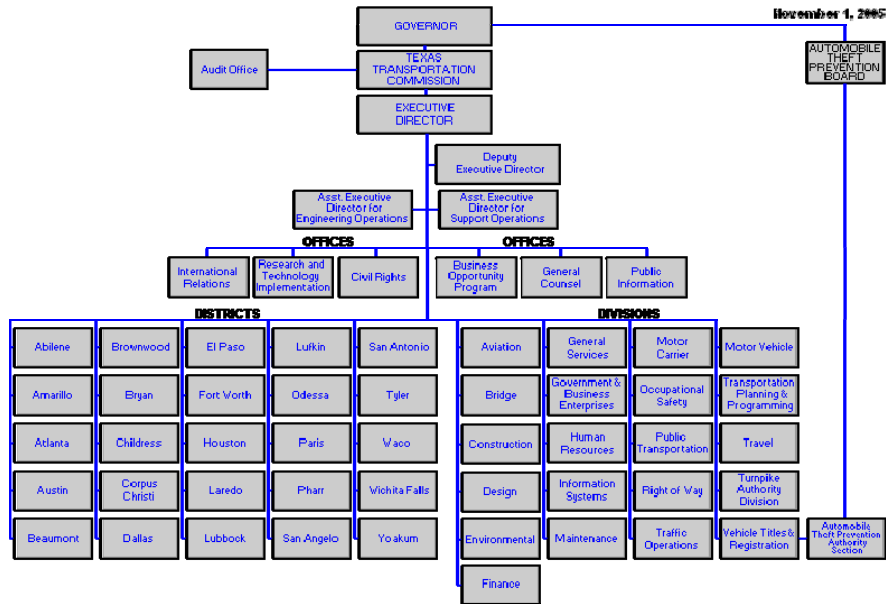 November 1, 2005
GOVERNOR
AUTOMOBILE
THEFT
PREVENTION
BOARD
Audit Office
TEXAS
TRANSPORTATION
COMMISSION
EXECUTIVE
DIRECTOR
Deputy
Executive Director
Asst. Executive
Director for
Engineering Operations
Asst. Executive
Director for
Support Operations
OFFICES
OFFICES
International
Relations
Research and
Technology
Implementation
Civil Rights
Business
Opportunity
Program
General
Counsel
Public
Information
DISTRICTS
DIVISIONS
Abilene
Brownwood
El Paso
Lufkin
San Antonio
Aviation
General
Services
Motor
Carrier
Motor Vehicle
Amarillo
Bryan
Fort Worth
Odessa
Tyler
Bridge
Government &
Business
Enterprises
Occupational
Safety
Transportation
Planning &
Programming
Atlanta
Childress
Houston
Paris
Waco
Construction
Human
Resources
Public
Transportation
Travel
Austin
Corpus
Christi
Laredo
Pharr
Wichita Falls
Design
Information
Systems
Right of Way
Turnpike
Authority
Division
Beaumont
Dallas
Lubbock
San Angelo
Yoakum
Environmental
Maintenance
Traffic
Operations
Vehicle Titles &
Registration
Automobile
Theft Prevention
Authority
Section
Finance